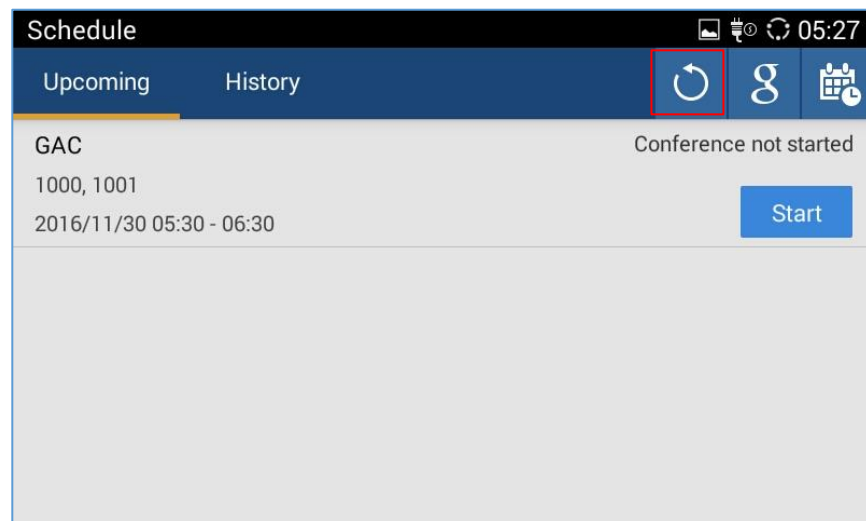 Schedule 05:27
Upcoming History g
GAC Conference not started
1000, 1001
2016/11/30 05:30 - 06:30
Start